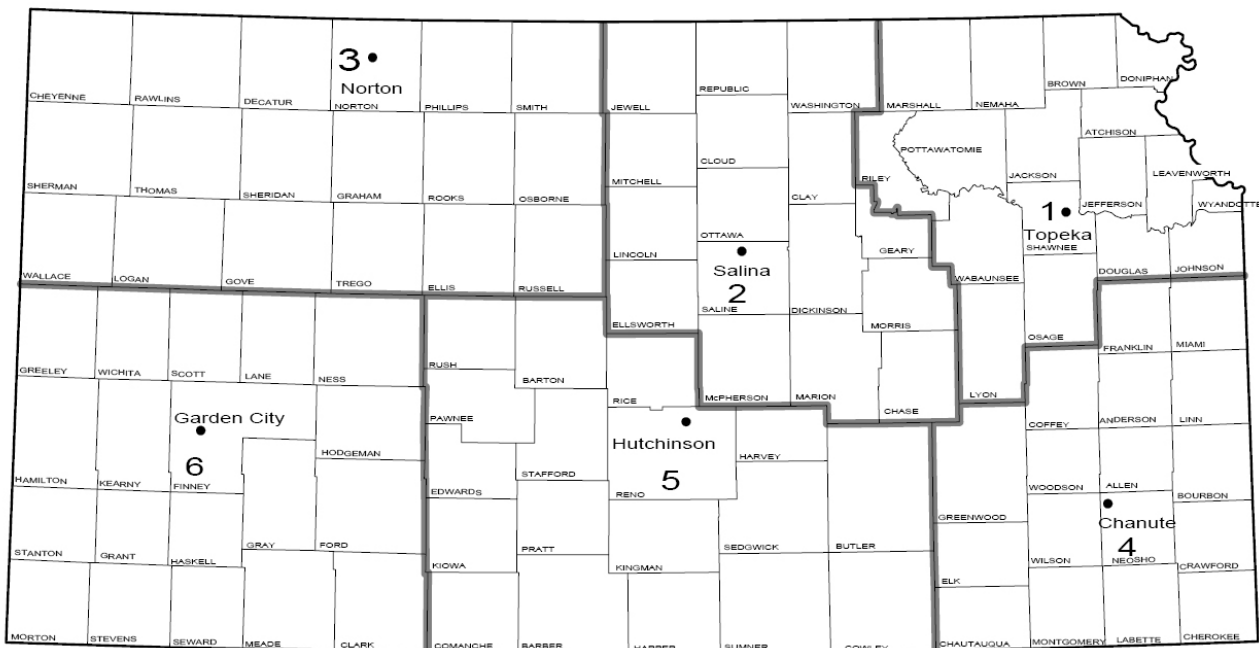 3
Norton
CHEYENNE
RAWLINS
DECATUR
NORTON
PHILLIPS
SMITH
JEWELL
REPUBLIC
WASHINGTON
MARSHALL
NEMAHA
BROWN
DONIPHAN
SHERMAN
THOMAS
SHERIDAN
GRAHAM
ROOKS
OSBORNE
MITCHELL
CLOUD
CLAY
RILEY
POTTAWATOMIE
JACKSON
ATCHISON
JEFFERSON
LEAVENWORTH
WYANDOTTE
WALLACE
LOGAN
GOVE
TREGO
ELLIS
RUSSELL
LINCOLN
OTTAWA
Salina
2
SALINE
DICKINSON
GEARY
WABAUNSEE
1
Topeka
SHAWNEE
DOUGLAS
JOHNSON
ELLSWORTH
MORRIS
OSAGE
FRANKLIN
MIAMI
GREELEY
WICHITA
SCOTT
LANE
NESS
RUSH
BARTON
RICE
McPHERSON
MARION
CHASE
LYON
COFFEY
ANDERSON
LINN
Garden City
6
HAMILTON
KEARNY
FINNEY
HODGEMAN
PAWNEE
STAFFORD
Hutchinson
5
RENO
HARVEY
EDWARDS
GREENWOOD
WOODSON
ALLEN
BOURBON
STANTON
GRANT
HASKELL
GRAY
FORD
KIOWA
PRATT
KINGMAN
SEDGWICK
BUTLER
ELK
WILSON
Chanute
4
NEOSHO
CRAWFORD
MORTON
STEVENS
SEWARD
MEADE
CLARK
COMANCHE
BARBER
HARPER
SUMNER
COWLEY
CHAUTAUQUA
MONTGOMERY
LABETTE
CHEROKEE